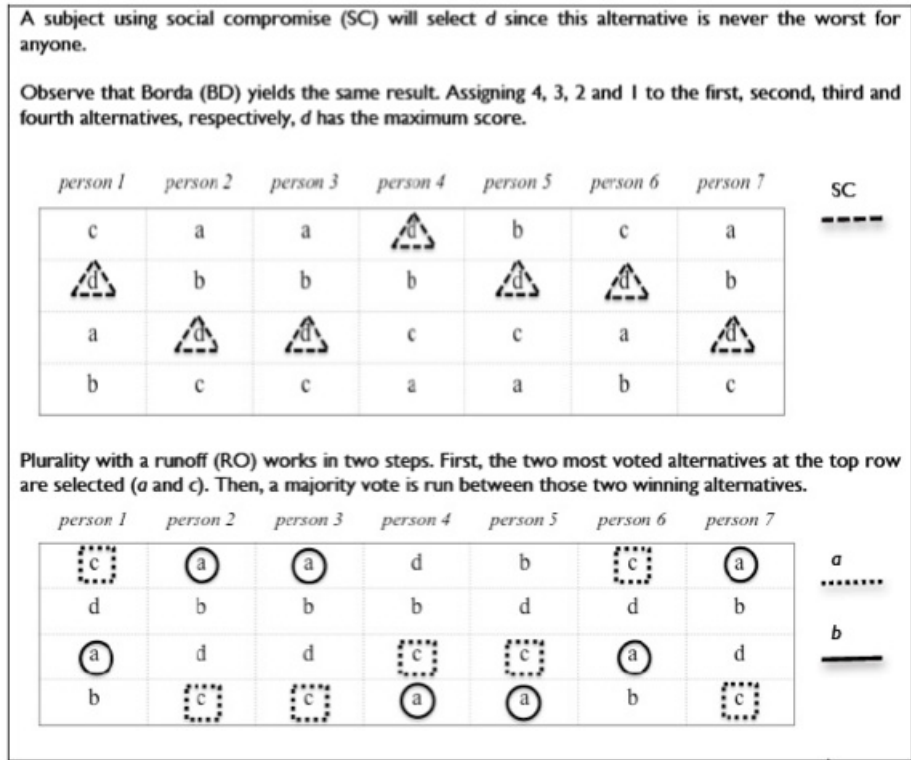 A subject using social compromise (SC) will select d since this alternative is never the worst for
anyone.
Observe that Borda (BD) yields the same result. Assigning 4, 3, 2 and 1 to the first, second, third and
fourth alternatives, respectively, d has the maximum score.
person 1 person 2 person 3 person 4 person 5 person 6 person 7
SC
c a a d b c a
d b b b d d b
a d d c c a d
b c c a a b c
Plurality with a runoff (RO) works in two steps. First, the two most voted alternatives at the top row
are selected (a and c). Then, a majority vote is run between those two winning alternatives.
person 1 person 2 person 3 person 4 person 5 person 6 person 7
c a a d b c a a
d b b b d d b
b
a d d c c a d
b c c a a b c